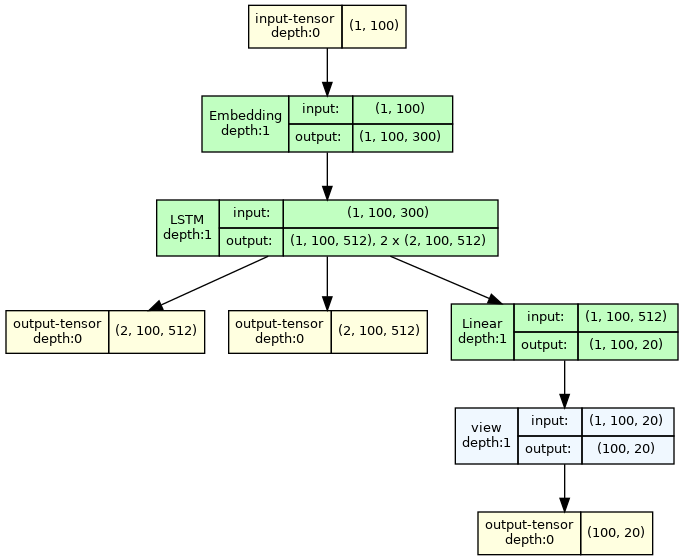 input-tensor
depth:0
(1, 100)
Embedding
depth:1
input:
(1, 100)
output:
(1, 100, 300)
LSTM
depth:1
input:
(1, 100, 300)
output:
(1, 100, 512), 2 x (2, 100, 512)
output-tensor
depth:0
(2, 100, 512)
output-tensor
depth:0
(2, 100, 512)
Linear
depth:1
input:
(1, 100, 512)
output:
(1, 100, 20)
view
depth:1
input:
(1, 100, 20)
output:
(100, 20)
output-tensor
depth:0
(100, 20)